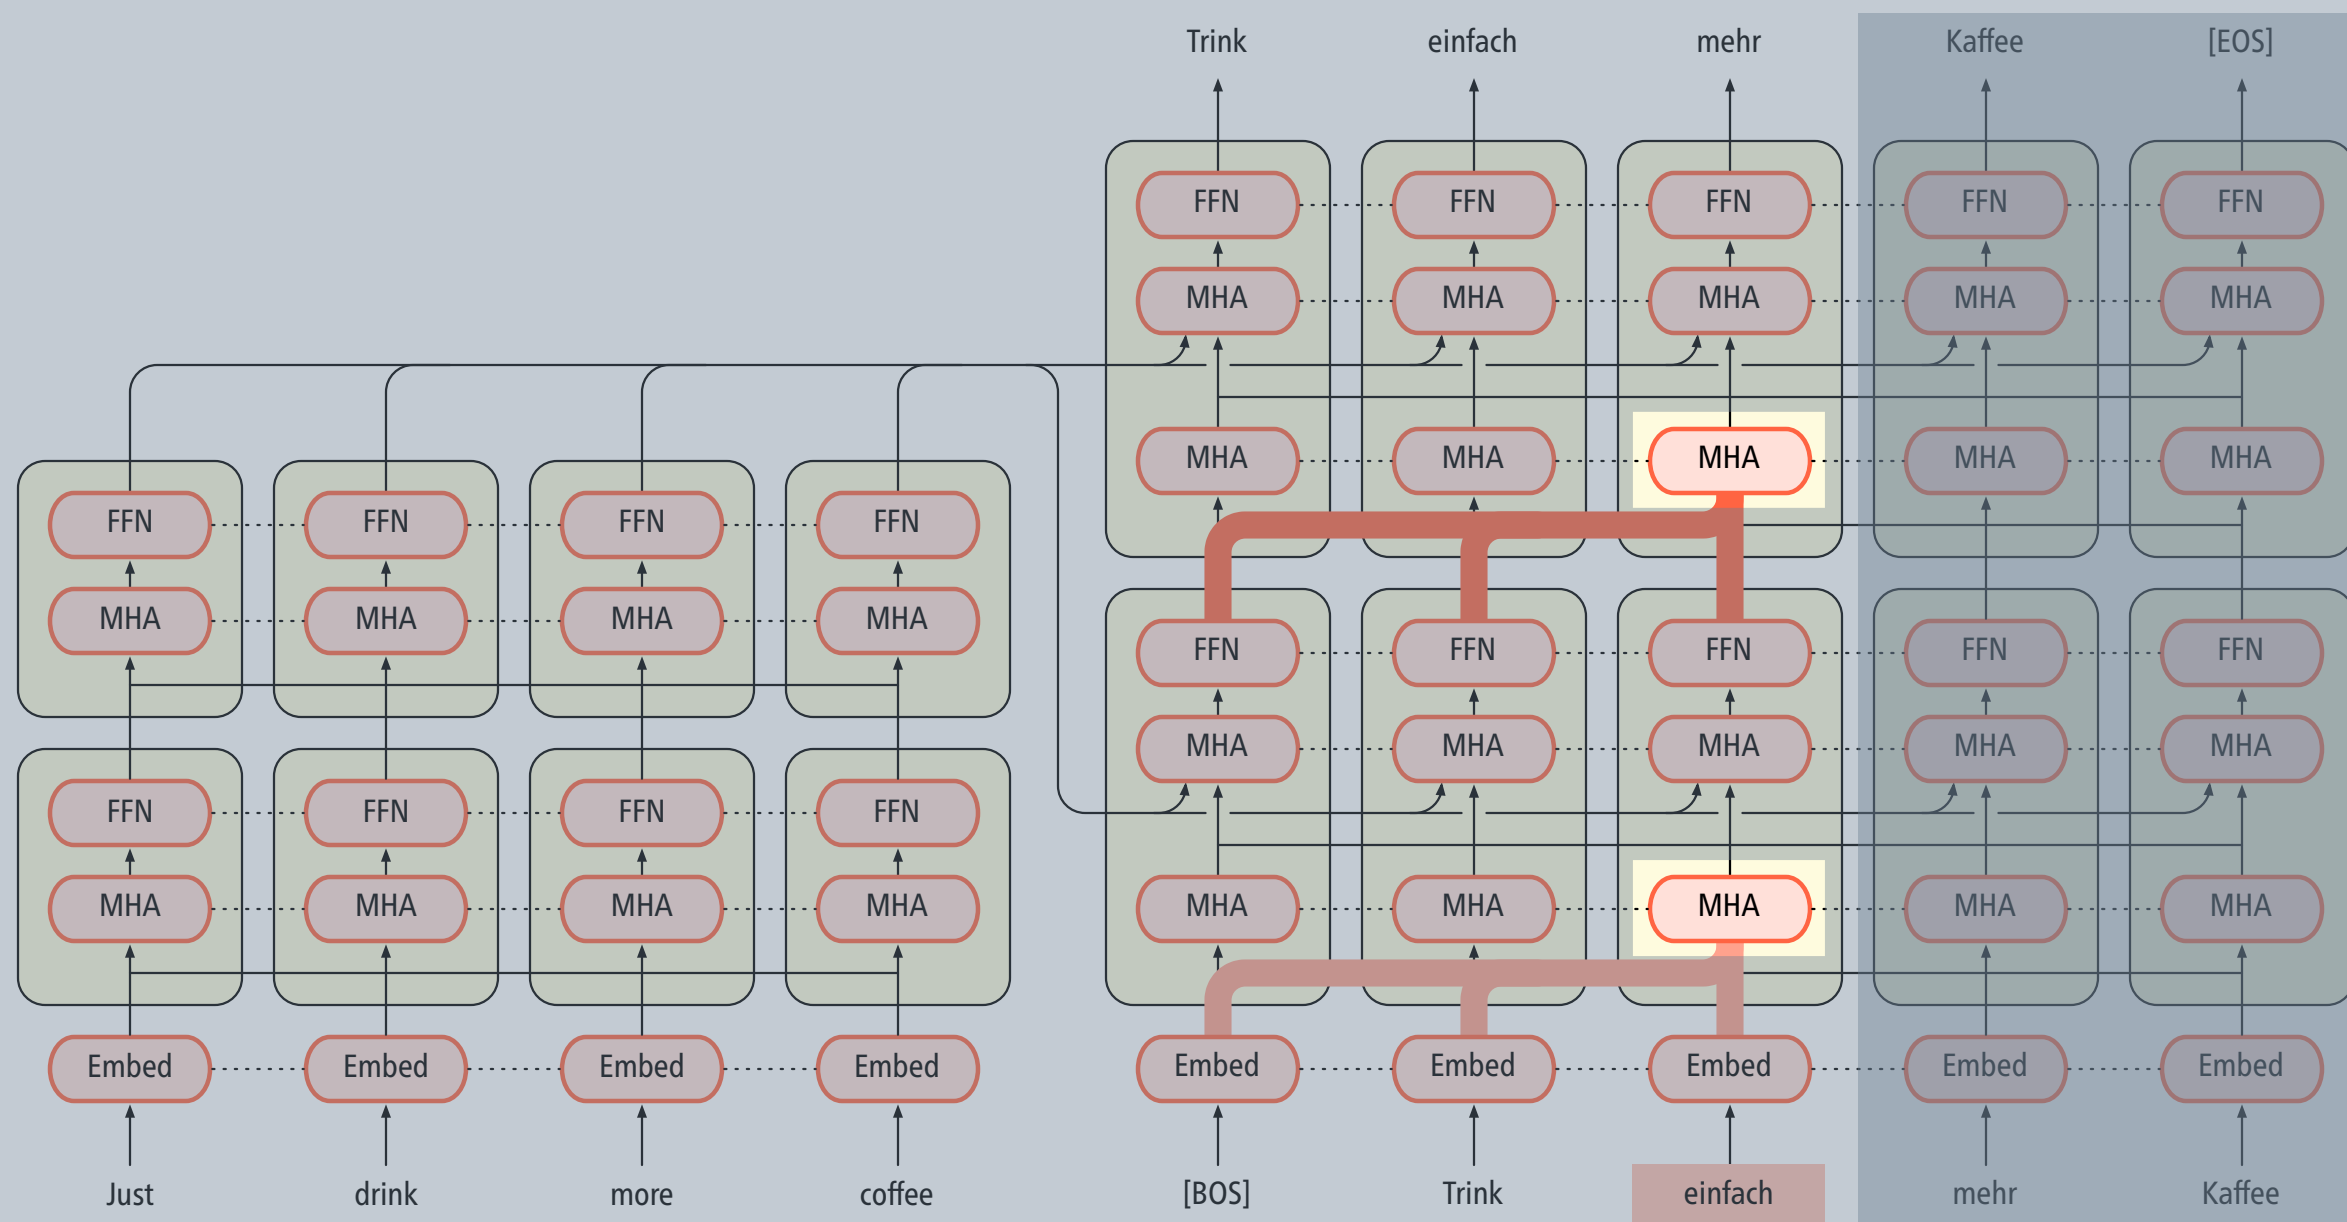 Trink einfach mehr Kaffee [EOS]
FFN FFN FFN FFN FFN
MHA MHA MHA MHA MHA
MHA MHA MHA MHA MHA
FFN FFN FFN FFN
MHA MHA MHA MHA
FFN FFN FFN FFN FFN
MHA MHA MHA MHA MHA
FFN FFN FFN FFN
MHA MHA MHA MHA MHA MHA MHA MHA MHA
Embed Embed Embed Embed Embed Embed Embed Embed Embed
Just drink more coffee [BOS] Trink einfach mehr Kaffee